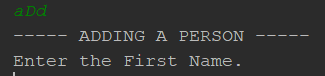 aDd
----- ADDING A PERSON -----
Enter the First Name.